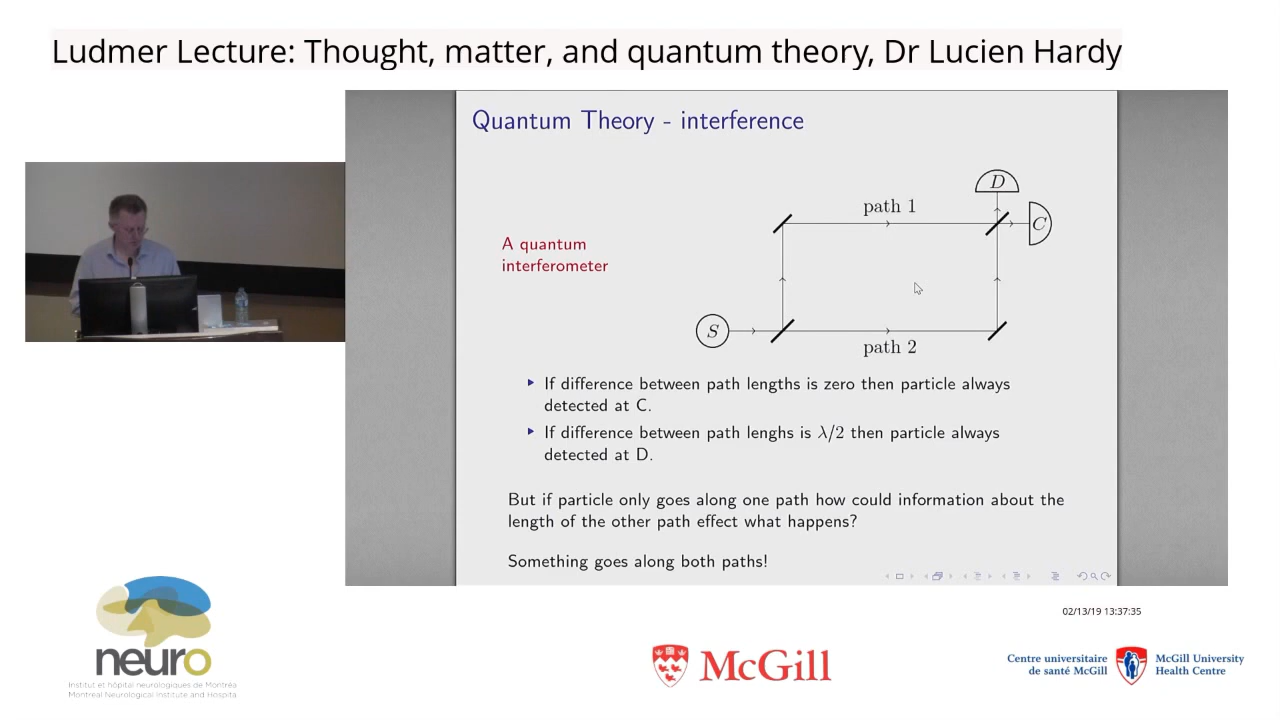 Ludmer Lecture: Thought, matter, and quantum theory, Dr Lucien Hardy
Quantum Theory - interference
D
path 1
C
A quantum
interferometer
S
path 2
If difference between path lengths is zero then particle always
detected at C.
If difference between path lenghs is λ/2 then particle always
detected at D.
But if particle only goes along one path how could information about the
length of the other path effect what happens?
Something goes along both paths!
02/13/19 13:37:35
neuro
Institut et hôpital neurologiques de Montréal
Montreal Neurological Institute and Hospital
McGill
Centre universitaire
de santé McGill
McGill University
Health Centre